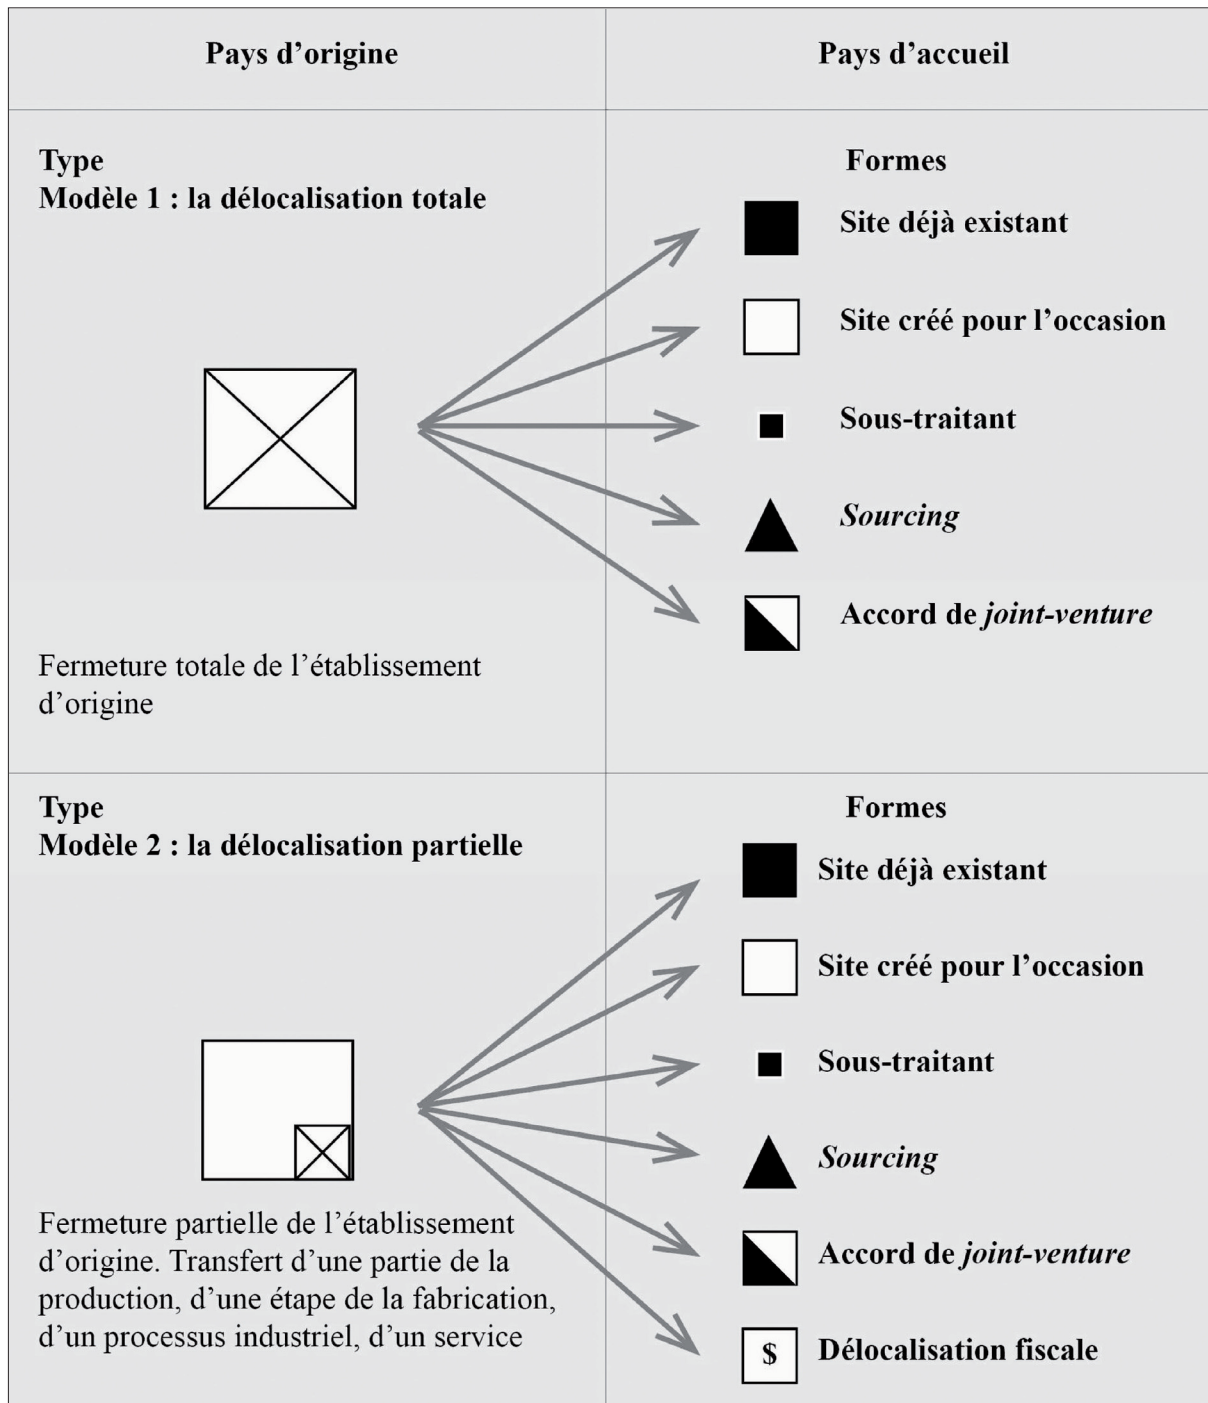 Pays d’origine
Pays d’accueil
Type
Modèle 1 : la délocalisation totale
Fermeture totale de l’établissement
d’origine
Formes
Site déjà existant
Site créé pour l’occasion
Sous-traitant
Sourcing
Accord de joint-venture
Type
Modèle 2 : la délocalisation partielle
Fermeture partielle de l’établissement
d’origine. Transfert d’une partie de la
production, d’une étape de la fabrication,
d’un processus industriel, d’un service
Formes
Site déjà existant
Site créé pour l’occasion
Sous-traitant
Sourcing
Accord de joint-venture
$ Délocalisation fiscale